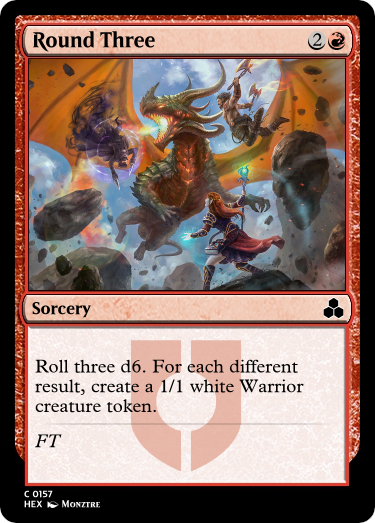 Round Three
2
Sorcery
Roll three d6. For each different
result, create a 1/1 white Warrior
creature token.
FT
C 0157
HEX Monztre